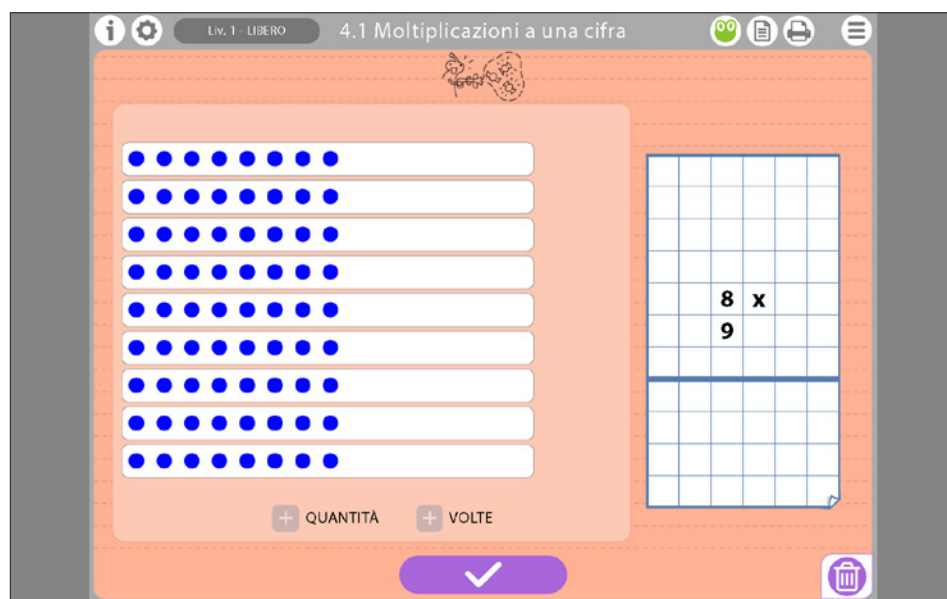 i Liv. 1 - LIBERO 4.1 Moltiplicazioni a una cifra
8 x
9
+ QUANTITÀ + VOLTE